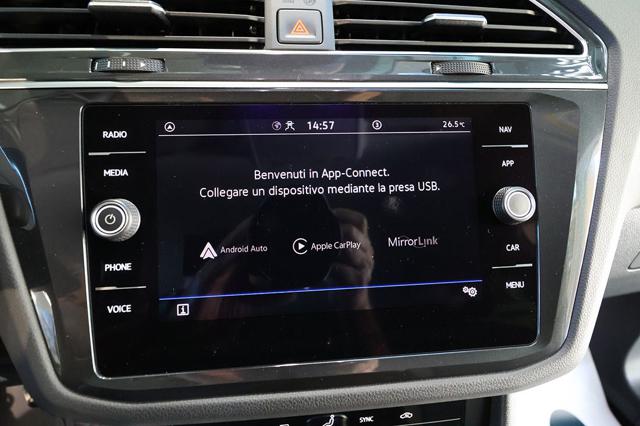 RADIO
MEDIA
PHONE
VOICE
14:57
3
26.5°C
Benvenuti in App-Connect.
Collegare un dispositivo mediante la presa USB.
Android Auto
Apple CarPlay
MirrorLink
i
NAV
APP
CAR
MENU
SYNC